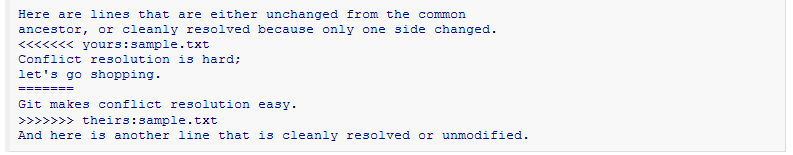 Here are lines that are either unchanged from the common
ancestor, or cleanly resolved because only one side changed.
<<<<<<< yours:sample.txt
Conflict resolution is hard;
let's go shopping.
=======
Git makes conflict resolution easy.
>>>>>>> theirs:sample.txt
And here is another line that is cleanly resolved or unmodified.